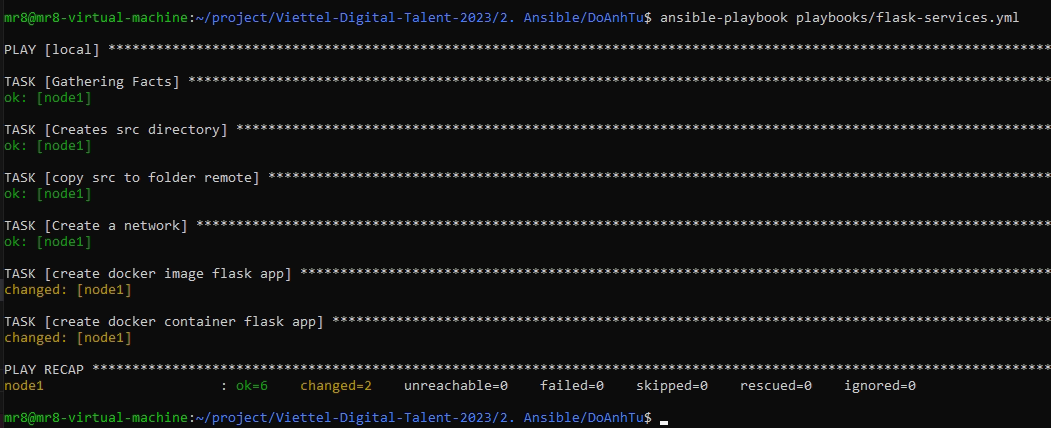 mr8@mr8-virtual-machine:~/project/Viettel-Digital-Talent-2023/2. Ansible/DoAnhTu$ ansible-playbook playbooks/flask-services.yml
PLAY [local] **********************************************************************************************************************
TASK [Gathering Facts] ************************************************************************************************************
ok: [node1]
TASK [Creates src directory] ******************************************************************************************************
ok: [node1]
TASK [copy src to folder remote] **************************************************************************************************
ok: [node1]
TASK [Create a network] ***********************************************************************************************************
ok: [node1]
TASK [create docker image flask app] **********************************************************************************************
changed: [node1]
TASK [create docker container flask app] ******************************************************************************************
changed: [node1]
PLAY RECAP ************************************************************************************************************************
node1                      : ok=6    changed=2    unreachable=0    failed=0    skipped=0    rescued=0    ignored=0
mr8@mr8-virtual-machine:~/project/Viettel-Digital-Talent-2023/2. Ansible/DoAnhTu$